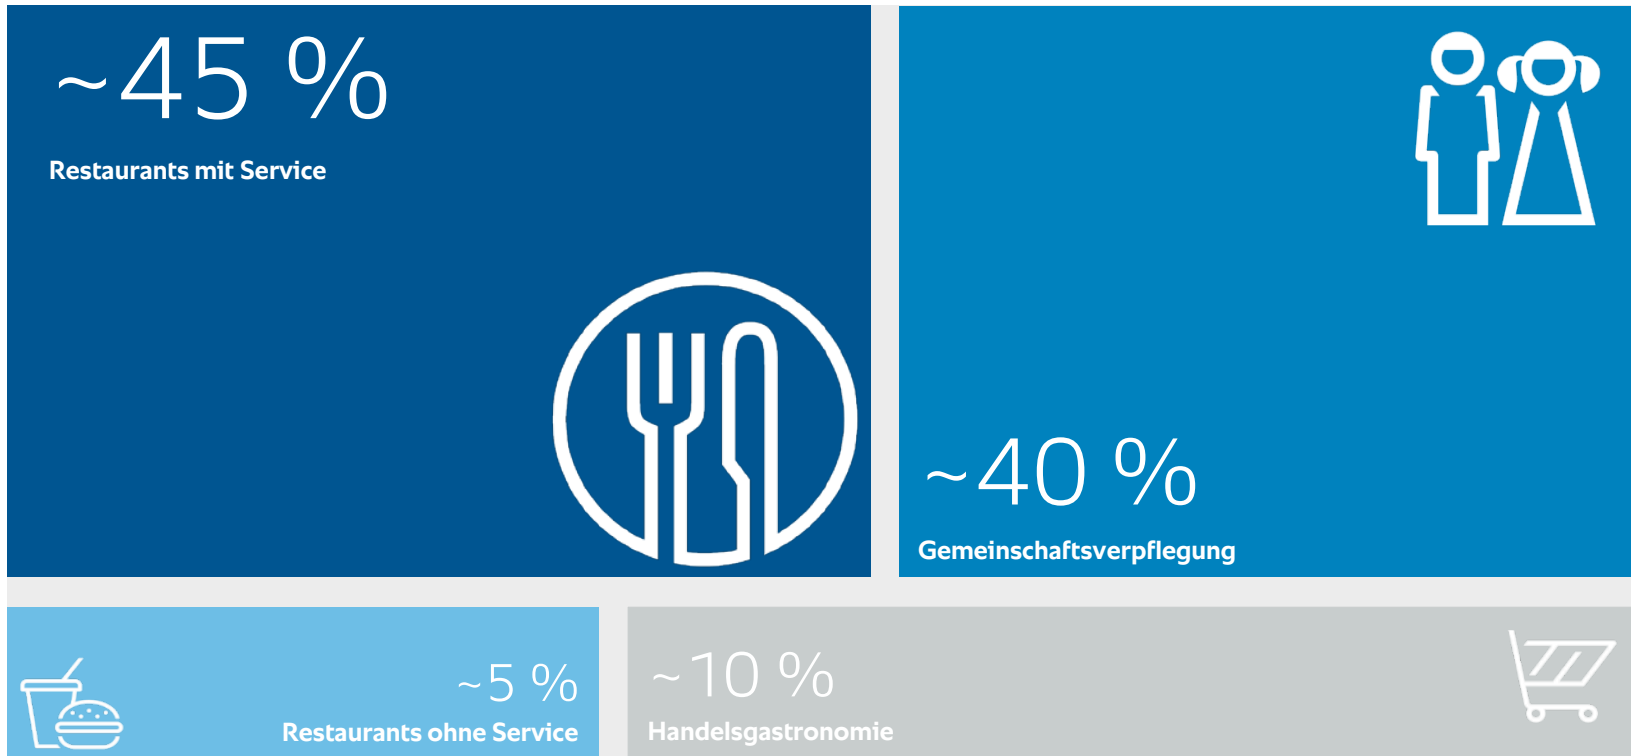 ~45 %
Restaurants mit Service
~40 %
Gemeinschaftsverpflegung
~5 %
Restaurants ohne Service
~10 %
Handelsgastronomie